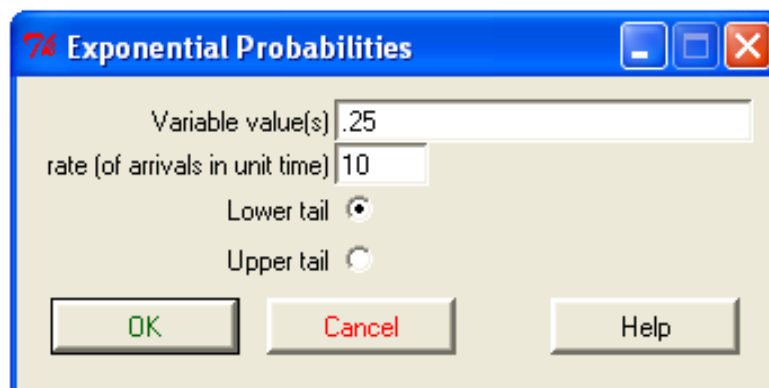 Exponential Probabilities
Variable value(s) .25
rate (of arrivals in unit time) 10
Lower tail
Upper tail
OK Cancel Help